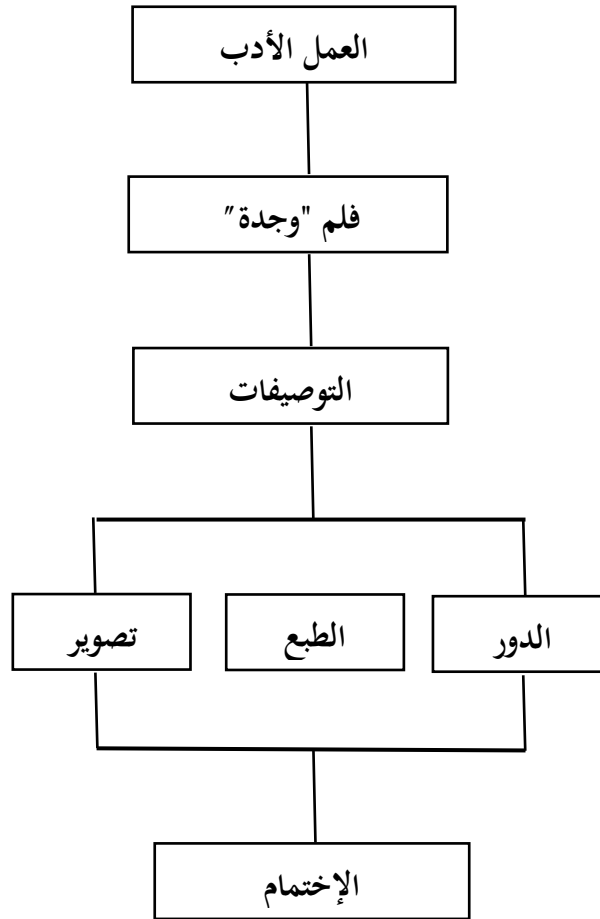 العمل الأدب
فلم "وجدة"
التوصيفات
الدور
الطبع
تصوير
الإختمام